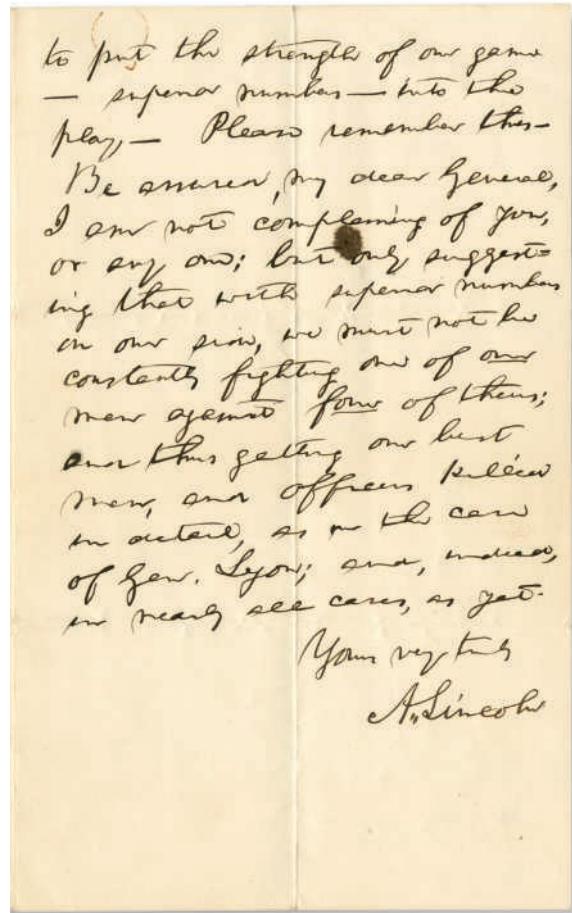 to put the strength of our game
— superior numbers — into the
play — Please remember this —
Be assured, my dear General,
I am not complaining of you,
or any one; but only suggest=
ing that with superior numbers
on our side, we must not be
constantly fighting one of our
men against four of theirs;
and thus getting our best
men, and officers killed
in detail, as in the case
of Gen. Lyon; and, indeed,
in nearly all cases, as yet.
Yours very truly
A. Lincoln